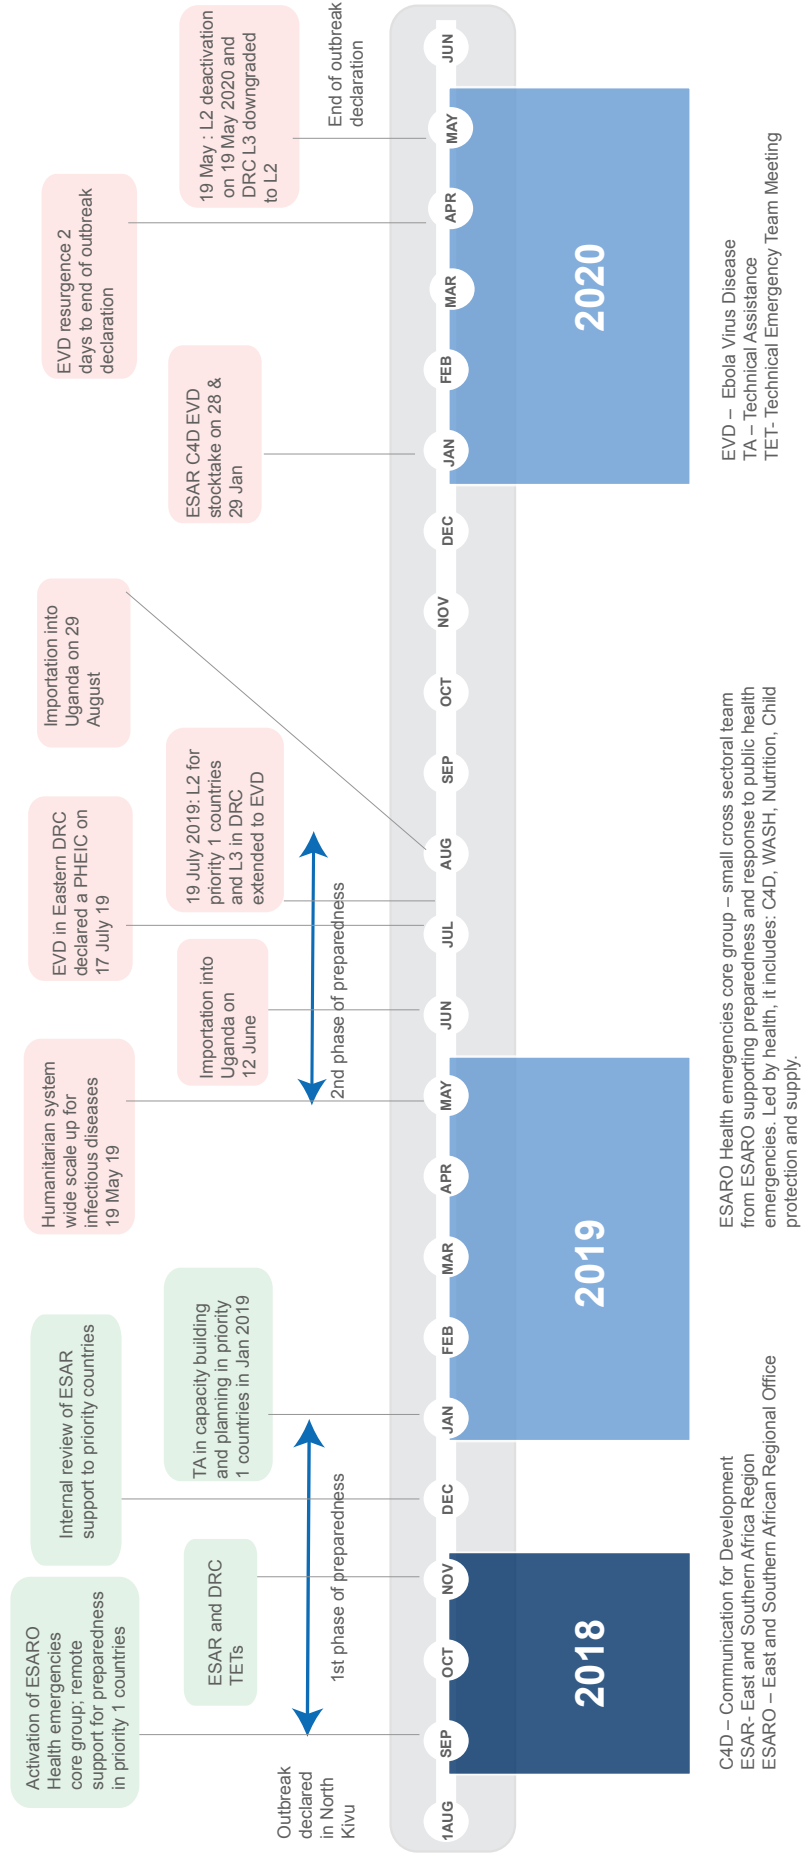 Activation of ESARO
Health emergencies
core group; remote
support for preparedness
in priority 1 countries
Internal review of ESAR
support to priority countries
Humanitarian system
wide scale up for
infectious diseases
19 May 19
EVD in Eastern DRC
declared a PHEIC on
17 July 19
Importation into
Uganda on 29
August
EVD resurgence 2
days to end of outbreak
declaration
ESAR and DRC
TETs
TA in capacity building
and planning in priority
1 countries in Jan 2019
Importation into
Uganda on
12 June
19 July 2019: L2 for
priority 1 countries
and L3 in DRC
extended to EVD
ESAR C4D EVD
stocktake on 28 &
29 Jan
19 May : L2 deactivation
on 19 May 2020 and
DRC L3 downgraded
to L2
Outbreak
declared
in North
Kivu
1st phase of preparedness
2nd phase of preparedness
End of outbreak
declaration
1AUG
SEP
OCT
NOV
DEC
JAN
FEB
MAR
APR
MAY
JUN
JUL
AUG
SEP
OCT
NOV
DEC
JAN
FEB
MAR
APR
MAY
JUN
2018
2019
2020
C4D – Communication for Development
ESAR- East and Southern Africa Region
ESARO – East and Southern African Regional Office
ESARO Health emergencies core group – small cross sectoral team
from ESARO supporting preparedness and response to public health
emergencies. Led by health, it includes: C4D, WASH, Nutrition, Child
protection and supply.
EVD – Ebola Virus Disease
TA – Technical Assistance
TET- Technical Emergency Team Meeting